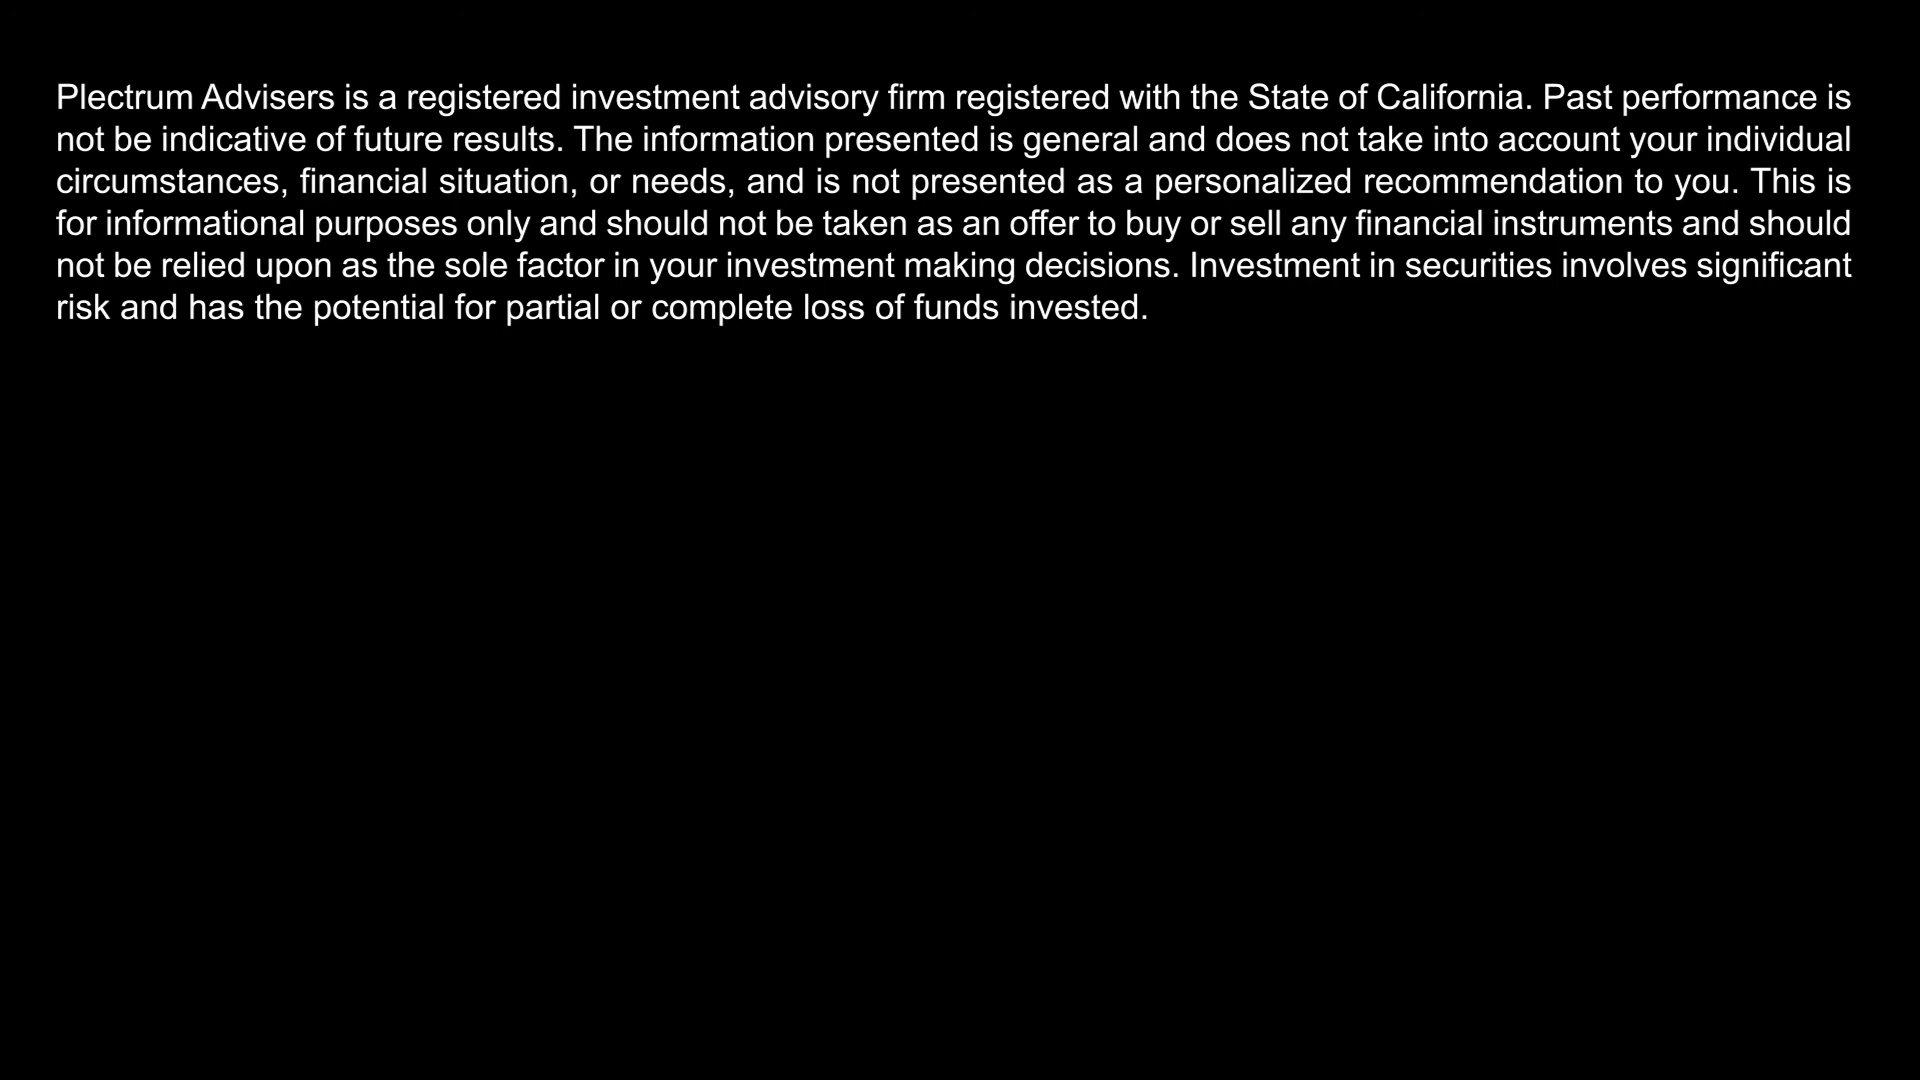 Plectrum Advisers is a registered investment advisory firm registered with the State of California. Past performance is
not be indicative of future results. The information presented is general and does not take into account your individual
circumstances, financial situation, or needs, and is not presented as a personalized recommendation to you. This is
for informational purposes only and should not be taken as an offer to buy or sell any financial instruments and should
not be relied upon as the sole factor in your investment making decisions. Investment in securities involves significant
risk and has the potential for partial or complete loss of funds invested.